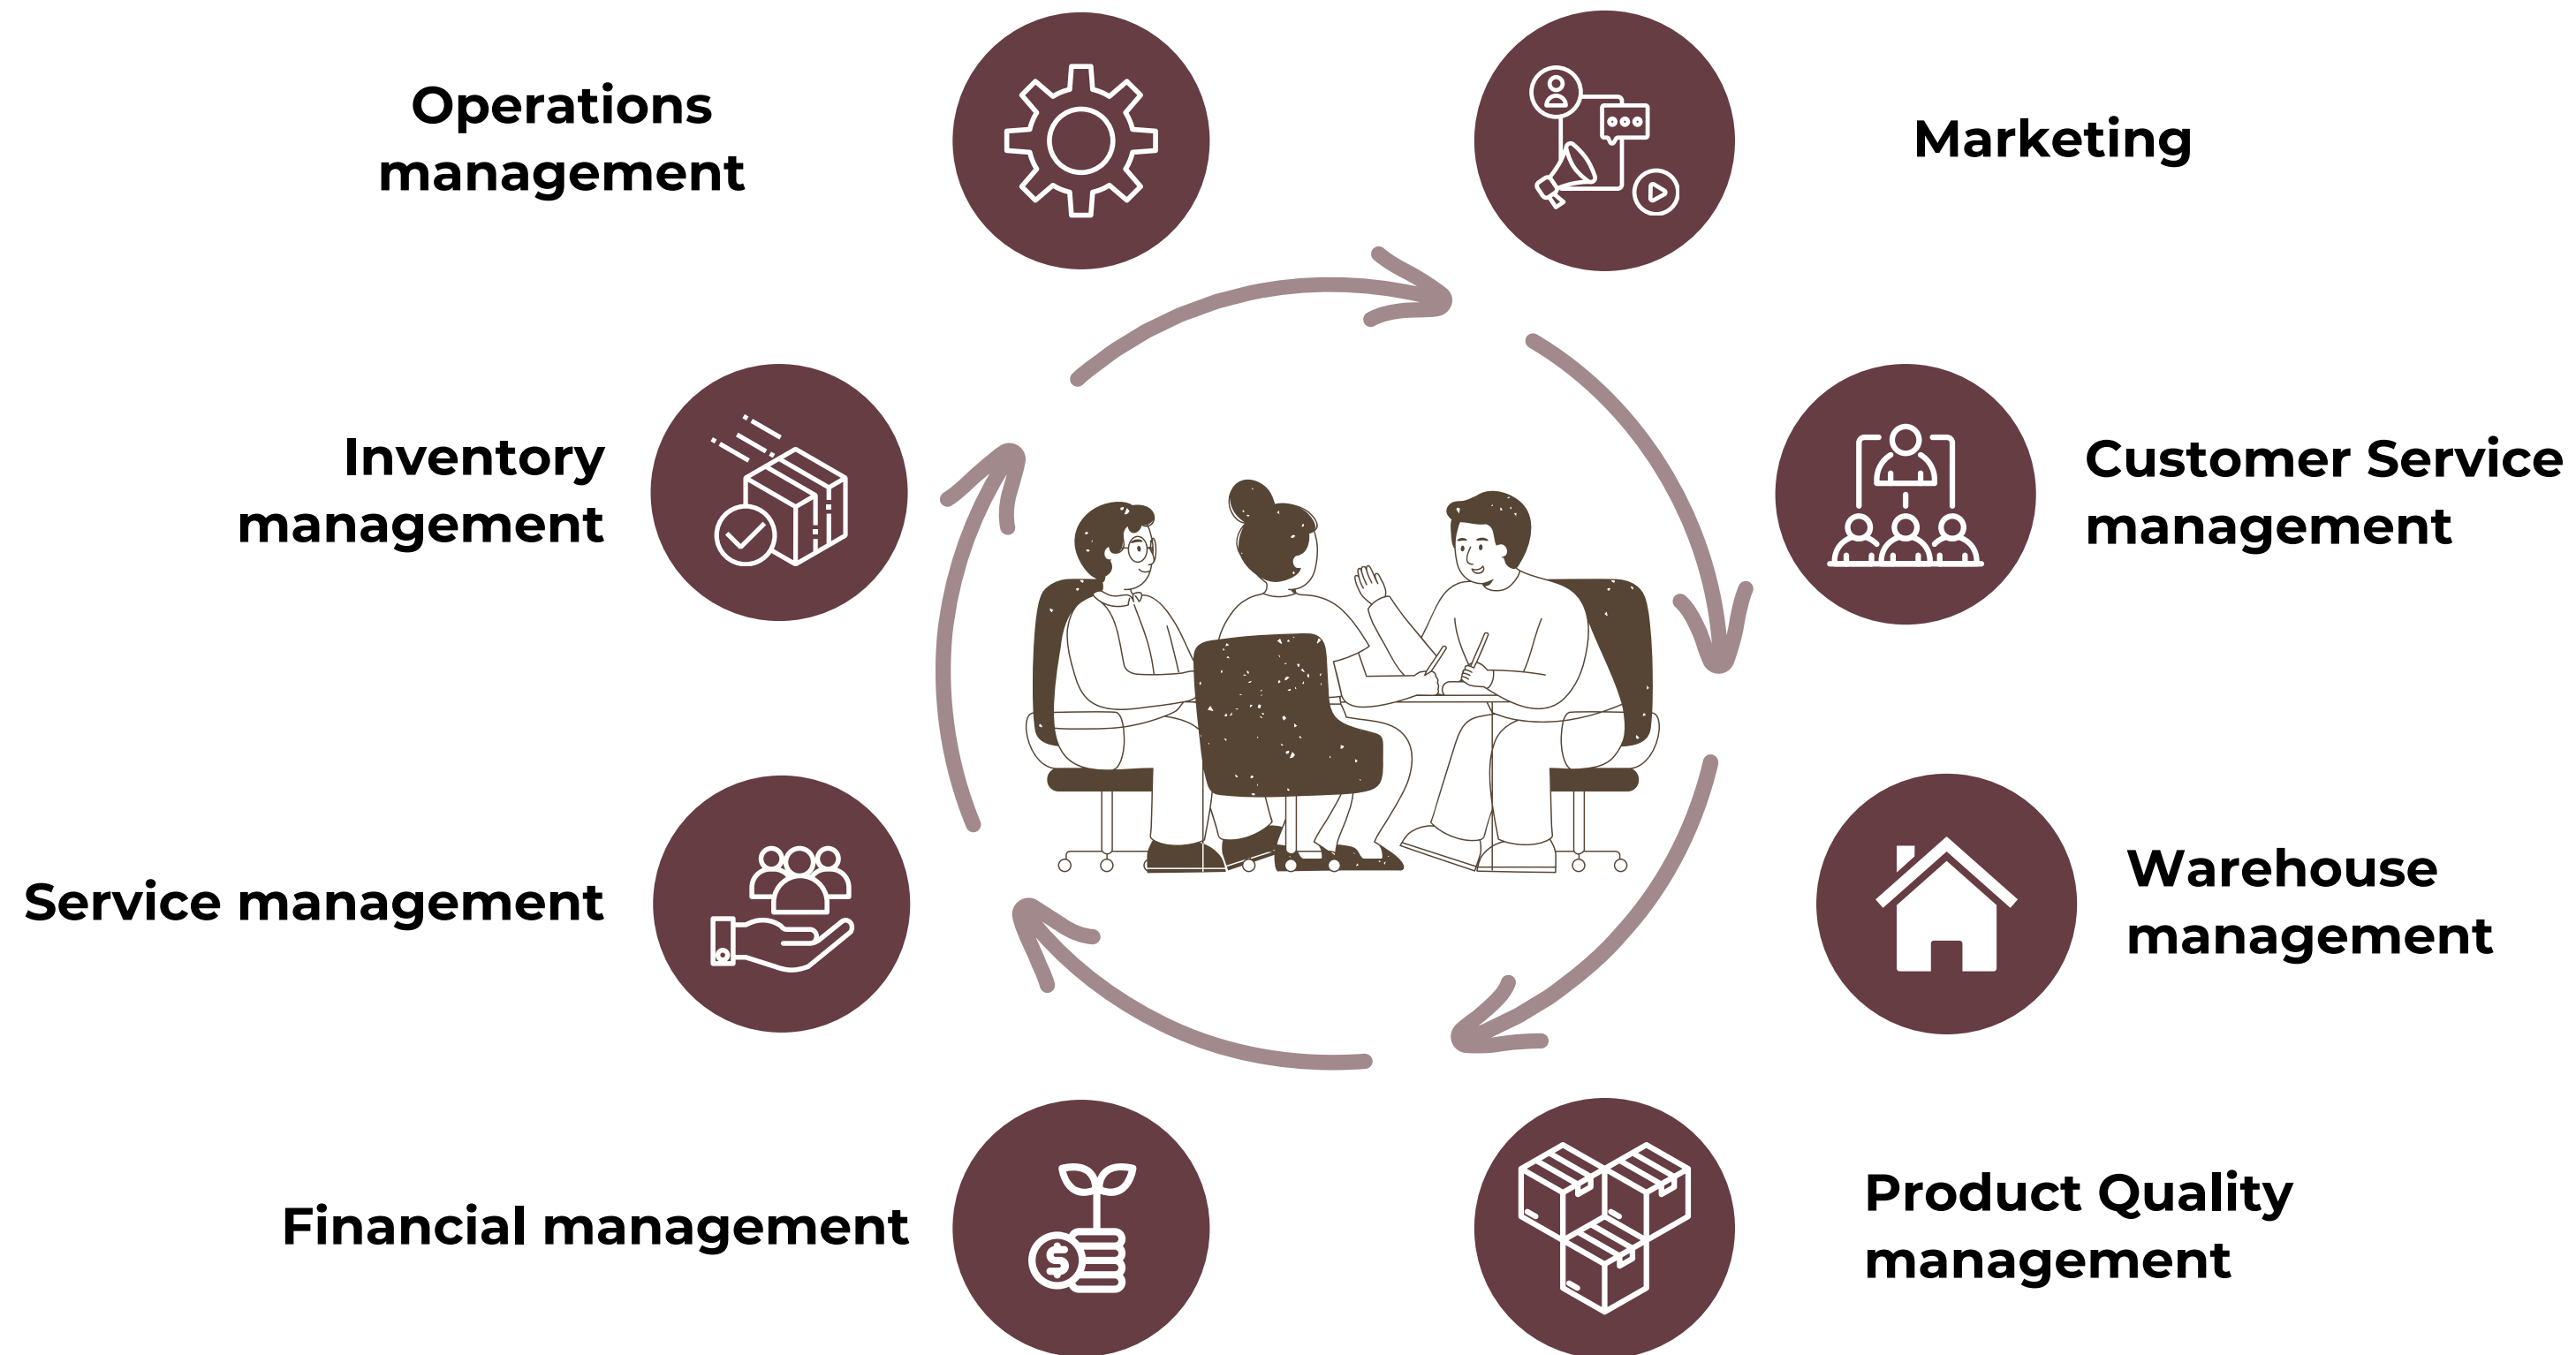 Operations
management
Marketing
Inventory
management
Customer Service
management
Service management
Warehouse
management
Financial management
Product Quality
management